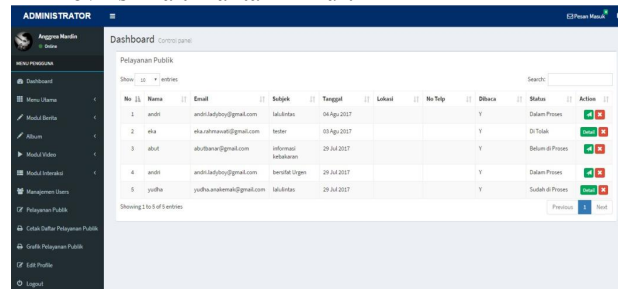 ADMINISTRATOR
Pesan Masuk
Anggrea Mardin
Online
MENU PENGGUNA
Dashboard
Menu Utama
Modul Berita
Album
Modul Video
Modul Interaksi
Manajemen Users
Pelayanan Publik
Cetak Daftar Pelayanan Publik
Grafik Pelayanan Publik
Edit Profile
Logout
Dashboard Control panel
Pelayanan Publik
Show 10 entries Search:
No Nama Email Subjek Tanggal Lokasi No Telp Dibaca Status Action
1 andri andri.ladyboy@gmail.com lalulintas 04 Agu 2017 Y Dalam Proses
2 eka eka.rahmawati@gmail.com tester 03 Agu 2017 Y Di Tolak Detail
3 abut abutbanar@gmail.com informasi kebakaran 29 Jul 2017 Y Belum di Proses
4 andri andri.ladyboy@gmail.com bersifat Urgen 29 Jul 2017 Y Dalam Proses
5 yudha yudha.anakemak@gmail.com lalulintas 29 Jul 2017 Y Sudah di Proses Detail
Showing 1 to 5 of 5 entries
Previous 1 Next